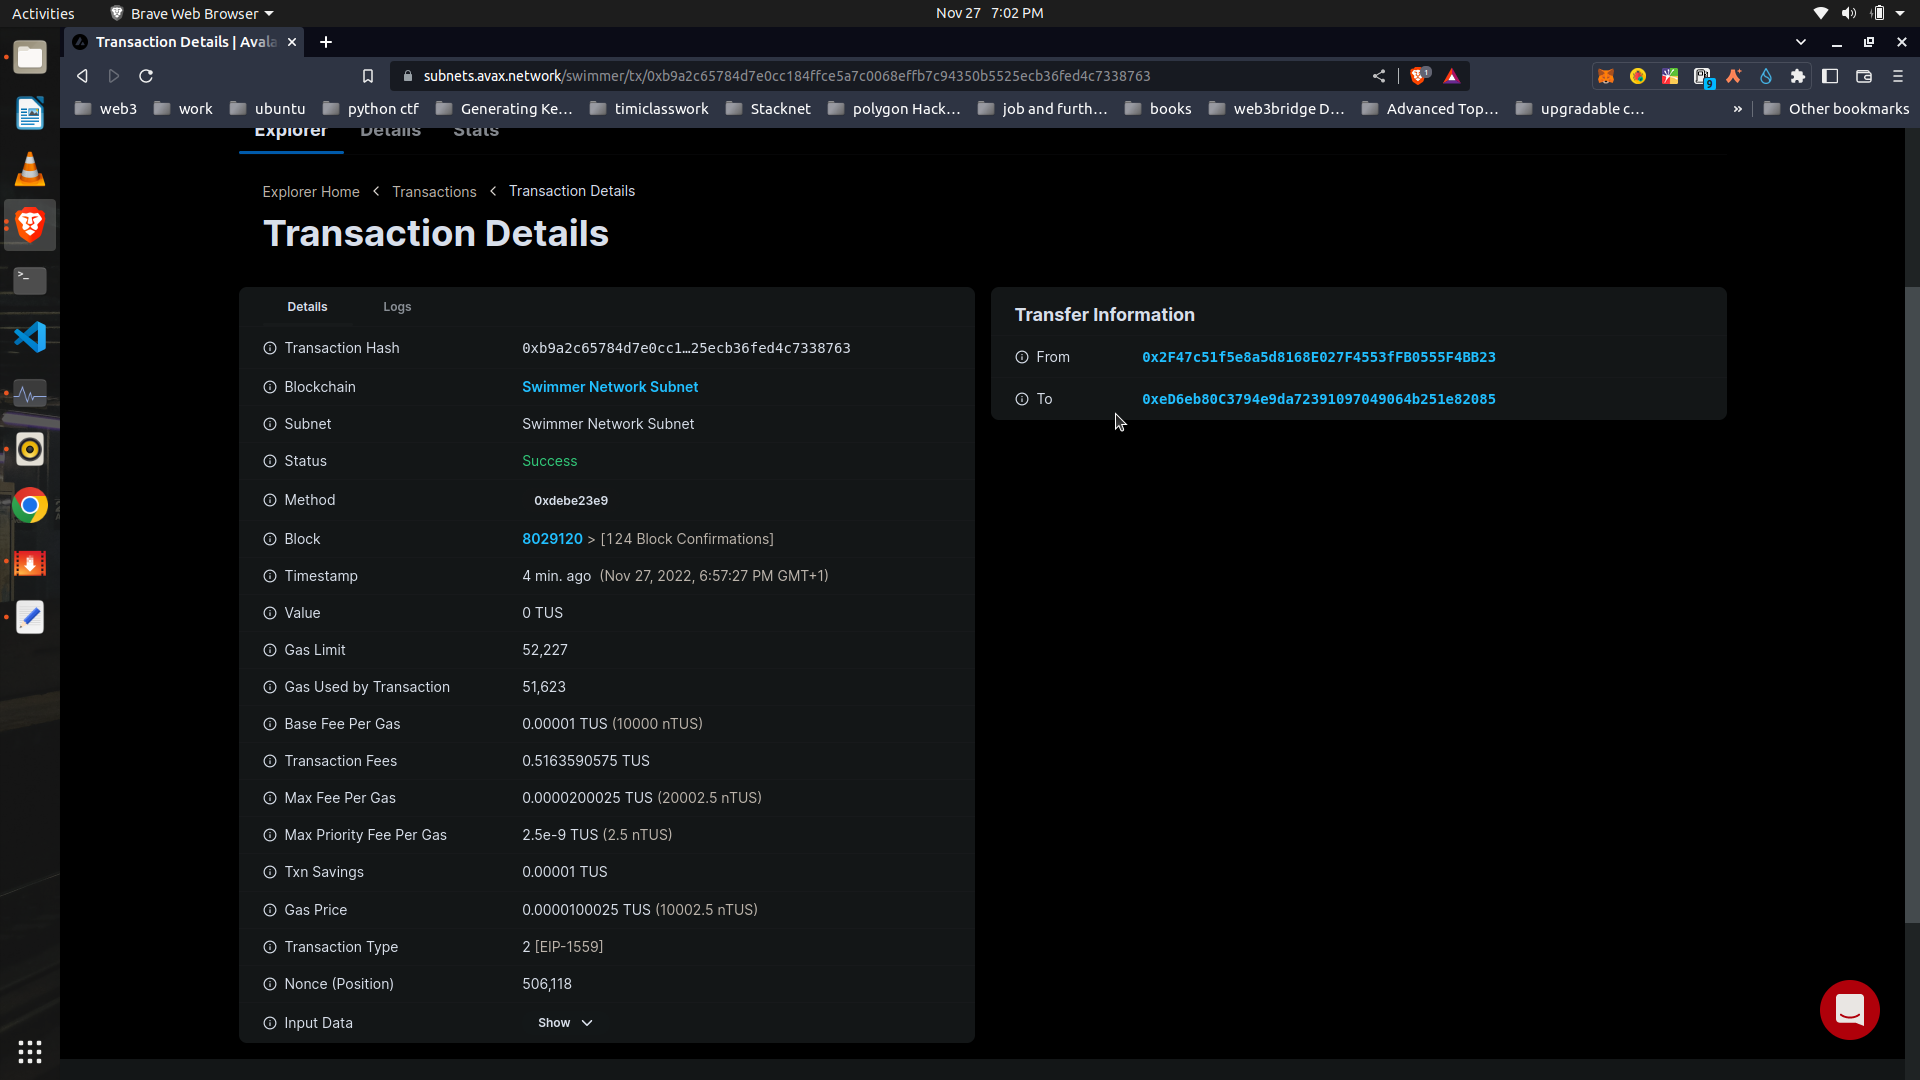 Activities
Brave Web Browser
Nov 27 7:02 PM
Transaction Details | Avala
subnets.avax.network/swimmer/tx/0xb9a2c65784d7e0cc184ffce5a7c0068effb7c94350b5525ecb36fed4c7338763
1
9
web3
work
ubuntu
python ctf
Generating Ke...
timiclasswork
Stacknet
polygon Hack...
job and furth...
books
web3bridge D...
Advanced Top...
upgradable c...
»
Other bookmarks
Explorer
Details
Stats
Explorer Home < Transactions < Transaction Details
Transaction Details
Details
Logs
Transaction Hash 0xb9a2c65784d7e0cc1…25ecb36fed4c7338763
Blockchain Swimmer Network Subnet
Subnet Swimmer Network Subnet
Status Success
Method 0xdebe23e9
Block 8029120 > [124 Block Confirmations]
Timestamp 4 min. ago (Nov 27, 2022, 6:57:27 PM GMT+1)
Value 0 TUS
Gas Limit 52,227
Gas Used by Transaction 51,623
Base Fee Per Gas 0.00001 TUS (10000 nTUS)
Transaction Fees 0.5163590575 TUS
Max Fee Per Gas 0.0000200025 TUS (20002.5 nTUS)
Max Priority Fee Per Gas 2.5e-9 TUS (2.5 nTUS)
Txn Savings 0.00001 TUS
Gas Price 0.0000100025 TUS (10002.5 nTUS)
Transaction Type 2 [EIP-1559]
Nonce (Position) 506,118
Input Data Show
Transfer Information
From 0x2F47c51f5e8a5d8168E027F4553fFB0555F4BB23
To 0xeD6eb80C3794e9da72391097049064b251e82085